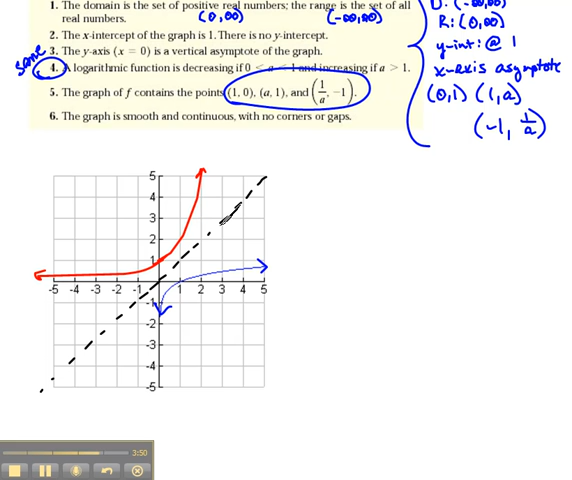 1. The domain is the set of positive real numbers; the range is the set of all
real numbers. (0,∞) (-∞,∞)
2. The x-intercept of the graph is 1. There is no y-intercept.
3. The y-axis (x = 0) is a vertical asymptote of the graph.
same
4. A logarithmic function is decreasing if 0 < a < 1 and increasing if a > 1.
5. The graph of f contains the points (1, 0), (a, 1), and (1/a, −1).
6. The graph is smooth and continuous, with no corners or gaps.
D: (-∞,∞)
R: (0,∞)
y-int: @ 1
x-axis asymptote
(0,1) (1,a)
(-1, 1/a)
5
4
3
2
1
-5 -4 -3 -2 -1 1 2 3 4 5
-1
-2
-3
-4
-5
3:50